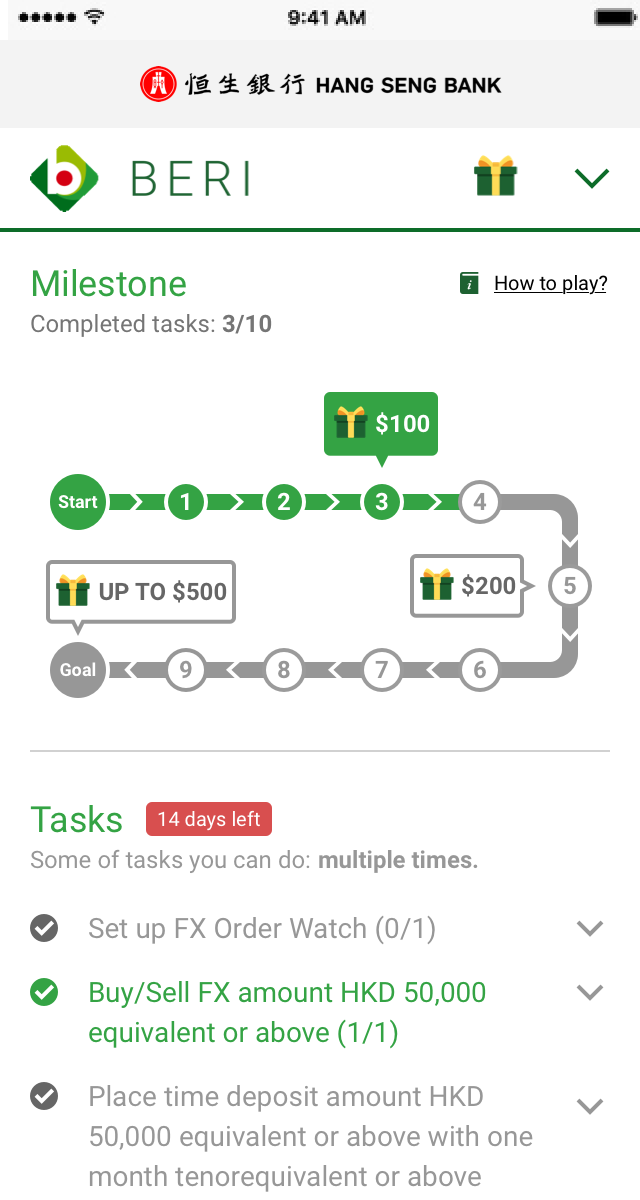 9:41 AM
恒生銀行 HANG SENG BANK
b BERI
Milestone
i How to play?
Completed tasks: 3/10
$100
Start 1 2 3 4
UP TO $500
$200 5
Goal 9 8 7 6
Tasks 14 days left
Some of tasks you can do: multiple times.
Set up FX Order Watch (0/1)
Buy/Sell FX amount HKD 50,000
equivalent or above (1/1)
Place time deposit amount HKD
50,000 equivalent or above with one
month tenorequivalent or above